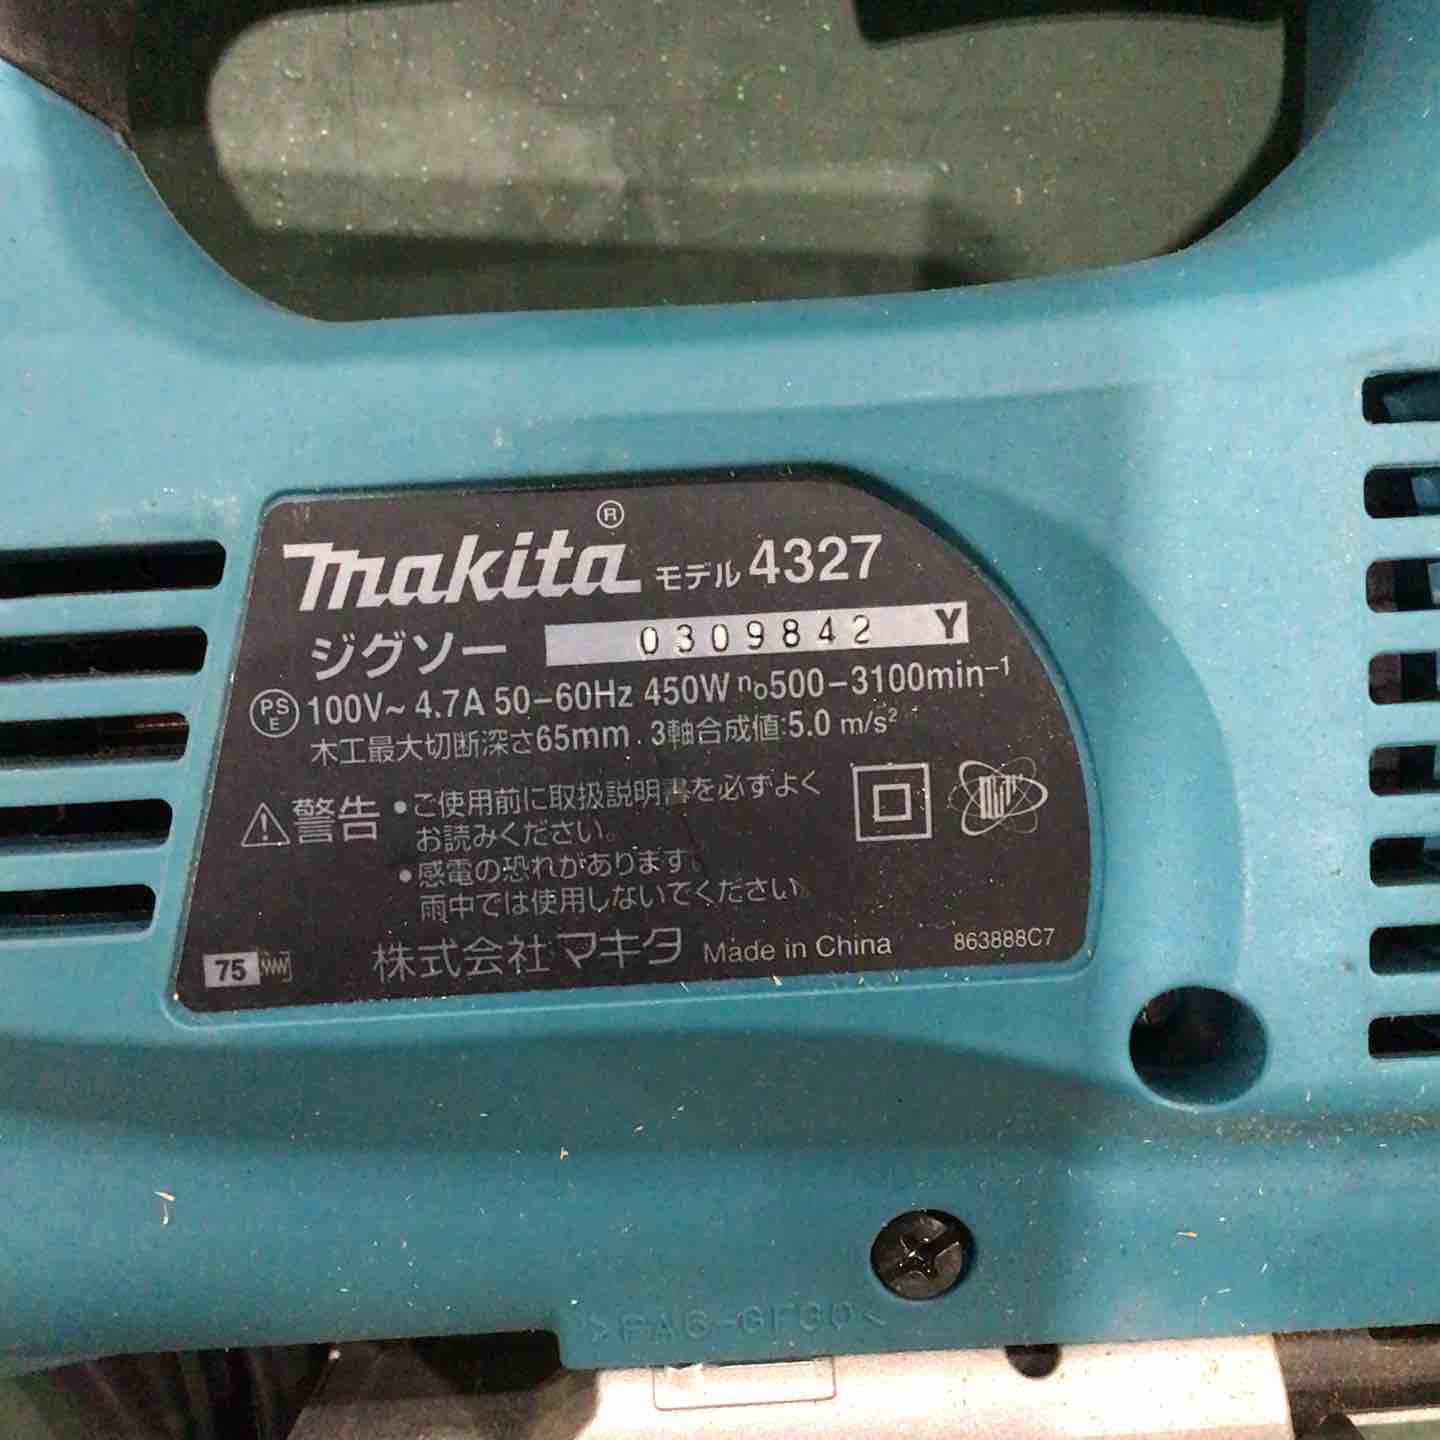 makita® モデル 4327
ジグソー 0309842 Y
PSE 100V~ 4.7A 50-60Hz 450W n₀500-3100min⁻¹
木工最大切断深さ65mm 3軸合成値:5.0 m/s²
警告 •ご使用前に取扱説明書を必ずよく
お読みください。
•感電の恐れがあります。
雨中では使用しないでください。
75 株式会社マキタ Made in China 863888C7
>PA6-GF30<